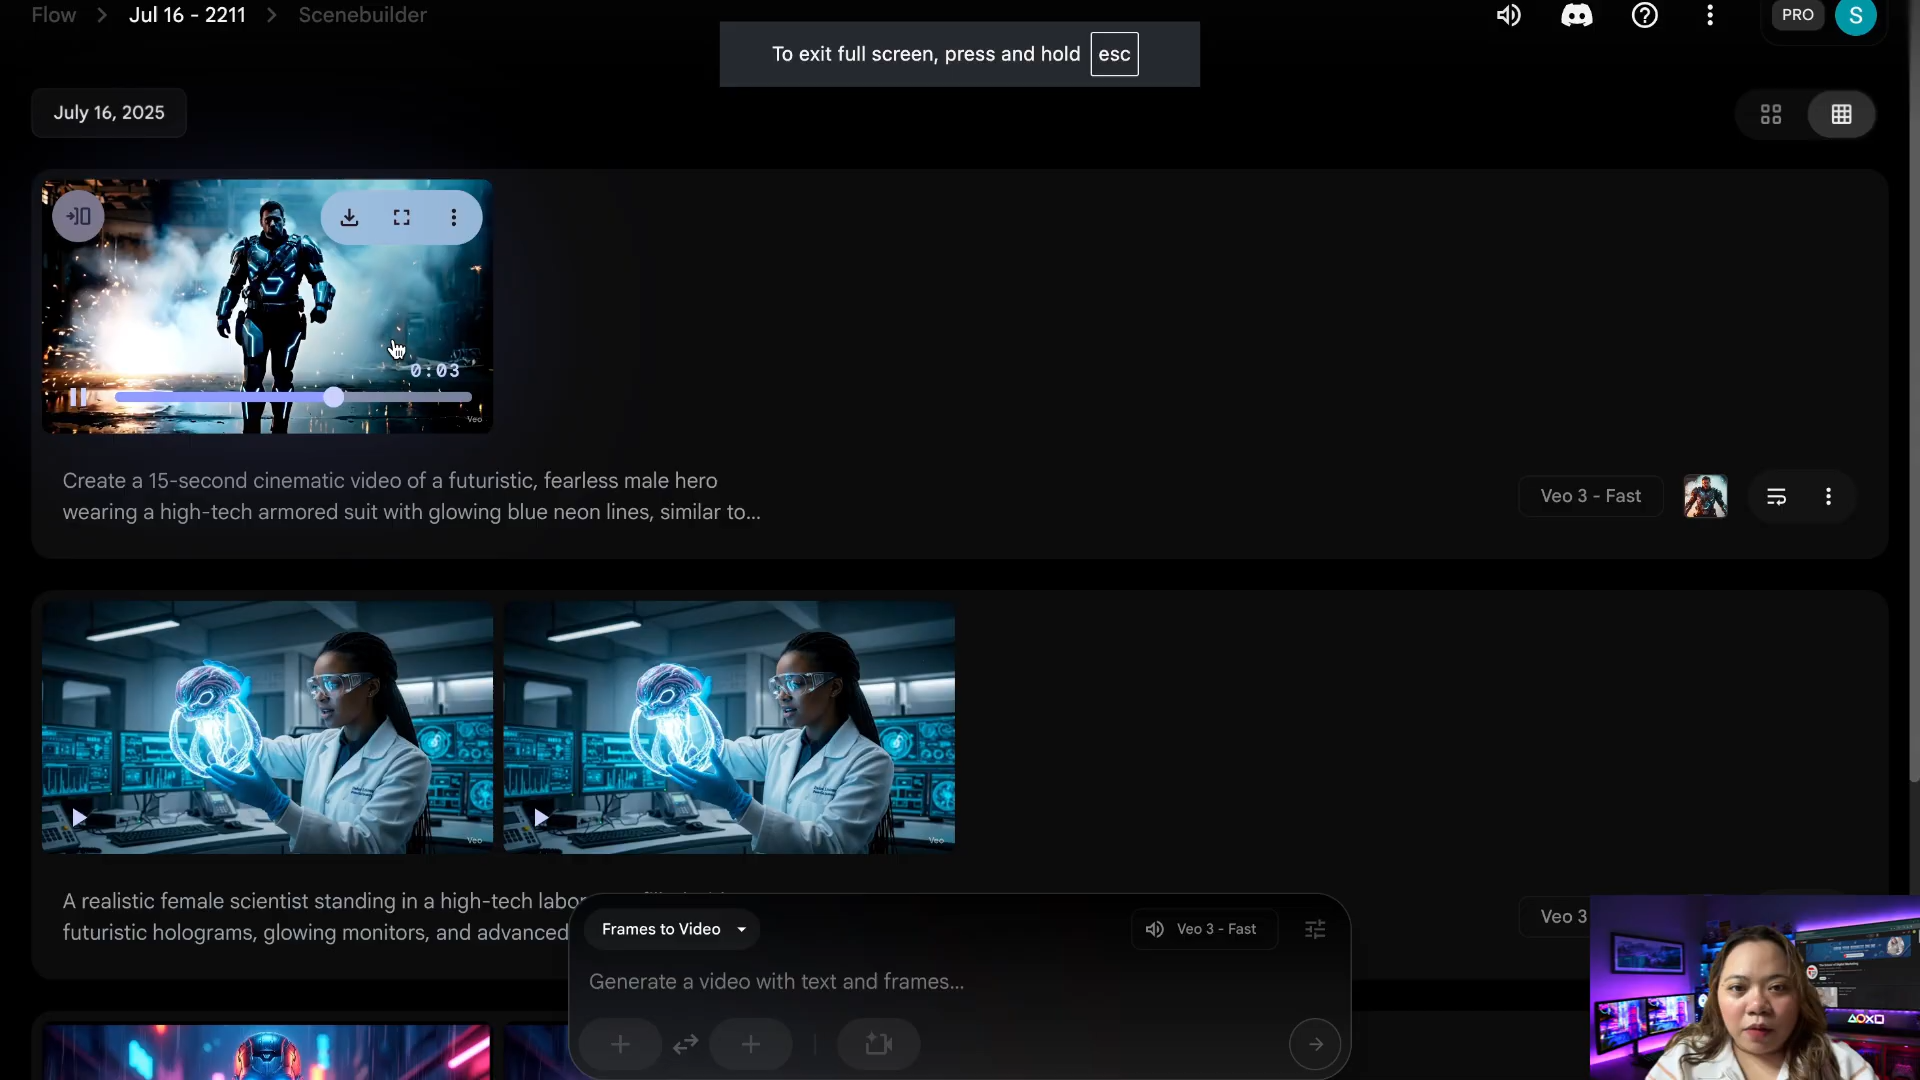 Flow > Jul 16 - 2211 > Scenebuilder
PRO
S
To exit full screen, press and hold esc
July 16, 2025
0:03
Veo
Create a 15-second cinematic video of a futuristic, fearless male hero
wearing a high-tech armored suit with glowing blue neon lines, similar to...
Veo 3 - Fast
Veo
Veo
A realistic female scientist standing in a high-tech labor
futuristic holograms, glowing monitors, and advanced
Veo 3
Frames to Video
Veo 3 - Fast
Generate a video with text and frames...